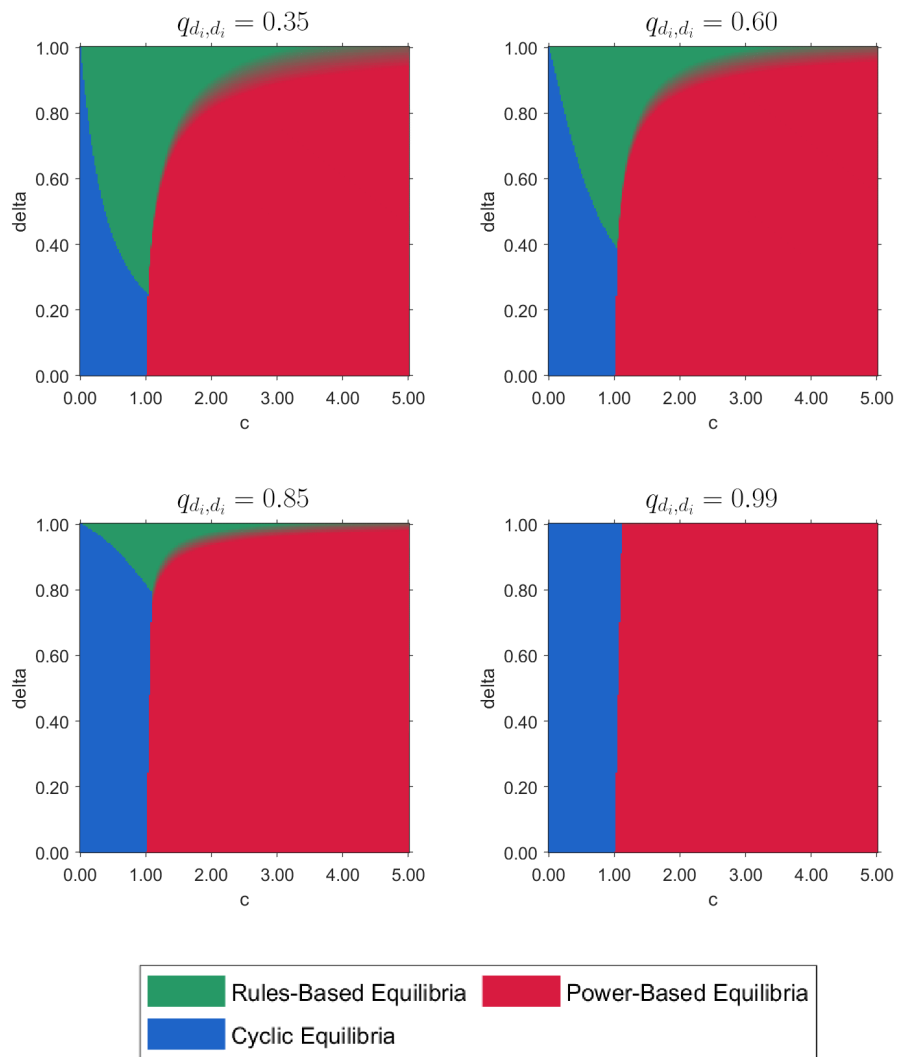 q_{d_i,d_i} = 0.35
1.00
0.80
0.60
0.40
0.20
0.00
delta
0.00 1.00 2.00 3.00 4.00 5.00
c
q_{d_i,d_i} = 0.60
1.00
0.80
0.60
0.40
0.20
0.00
delta
0.00 1.00 2.00 3.00 4.00 5.00
c
q_{d_i,d_i} = 0.85
1.00
0.80
0.60
0.40
0.20
0.00
delta
0.00 1.00 2.00 3.00 4.00 5.00
c
q_{d_i,d_i} = 0.99
1.00
0.80
0.60
0.40
0.20
0.00
delta
0.00 1.00 2.00 3.00 4.00 5.00
c
Rules-Based Equilibria Power-Based Equilibria
Cyclic Equilibria